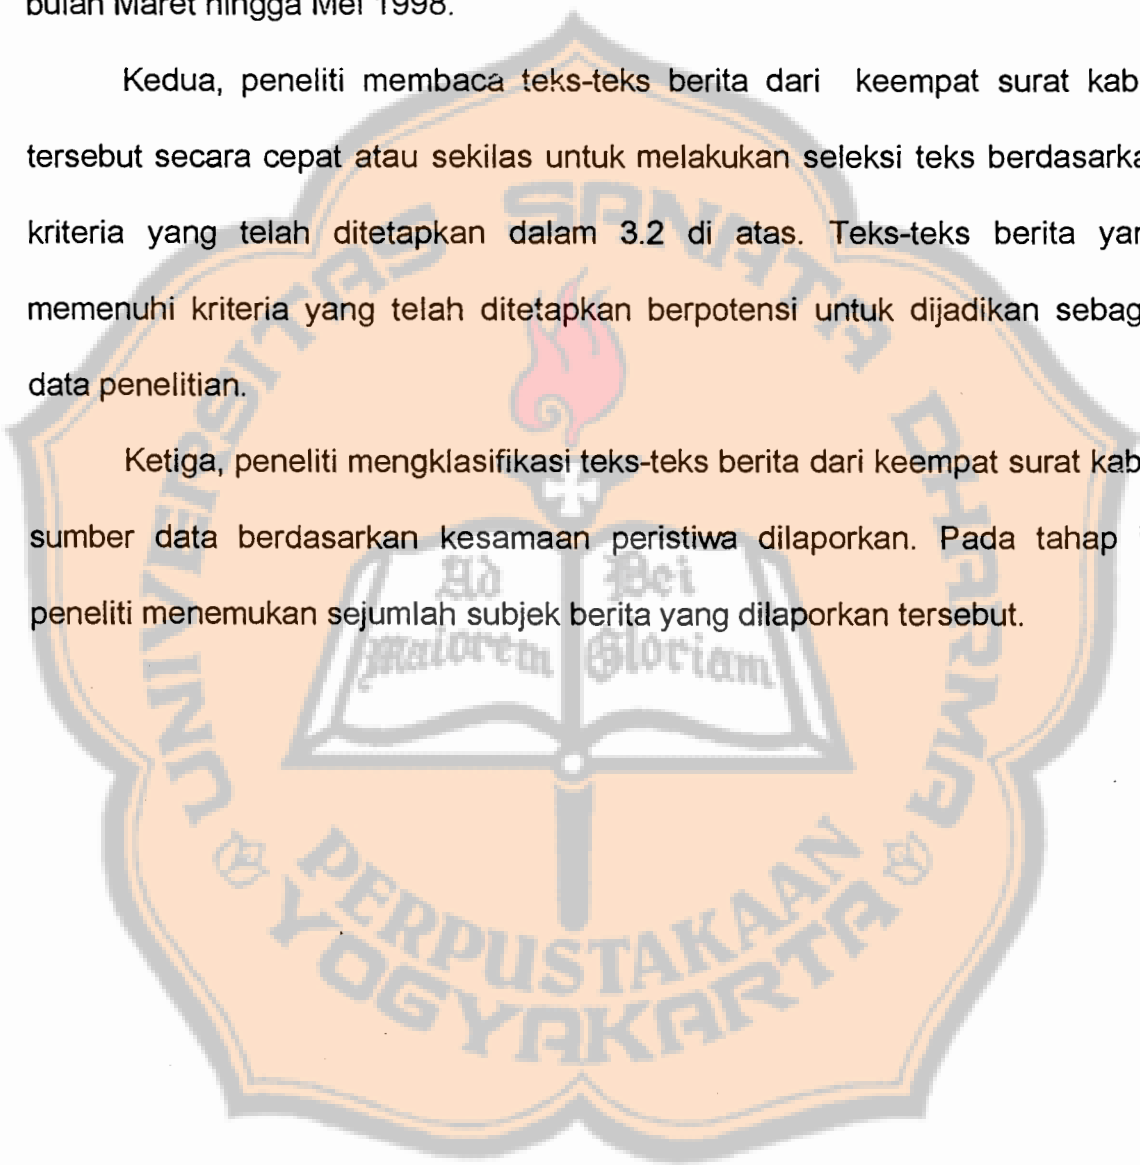 bulan Maret hingga Mei 1998.
Kedua, peneliti membaca teks-teks berita dari keempat surat kab
tersebut secara cepat atau sekilas untuk melakukan seleksi teks berdasarka
kriteria yang telah ditetapkan dalam 3.2 di atas. Teks-teks berita yan
memenuhi kriteria yang telah ditetapkan berpotensi untuk dijadikan sebag
data penelitian.
Ketiga, peneliti mengklasifikasi teks-teks berita dari keempat surat kab
sumber data berdasarkan kesamaan peristiwa dilaporkan. Pada tahap
peneliti menemukan sejumlah subjek berita yang dilaporkan tersebut.
UNIVERSITAS SANATA DHARMA
Ad Dei
maiorem Gloriam
PERPUSTAKAAN
YOGYAKARTA